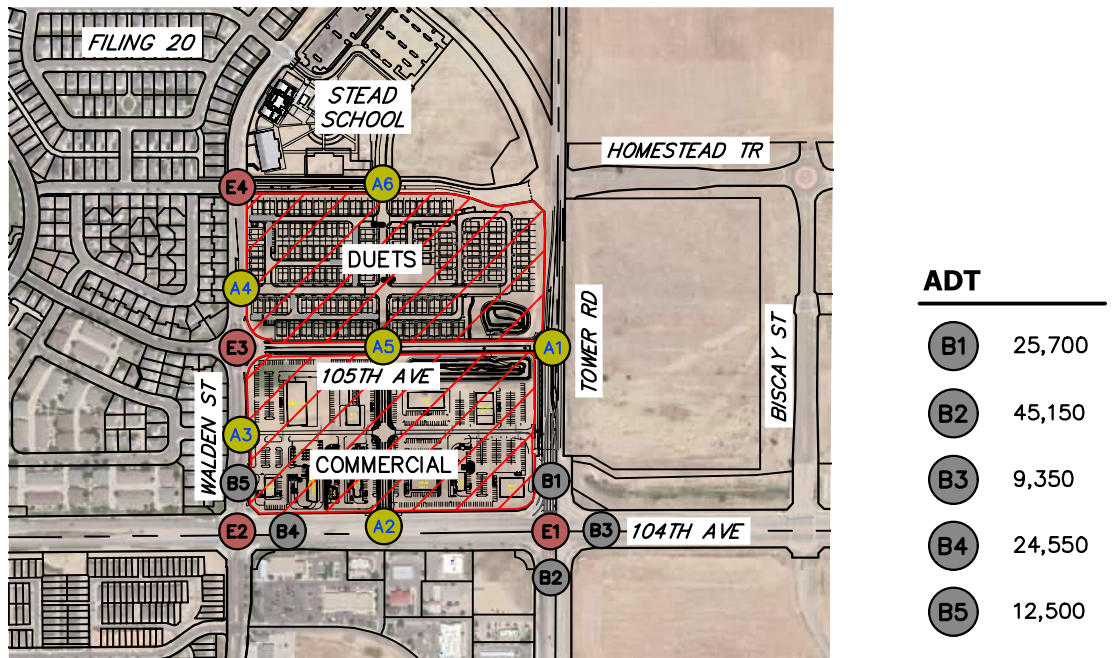 FILING 20
STEAD
SCHOOL
HOMESTEAD TR
E4
A6
DUETS
A4
TOWER RD
BISCAY ST
E3
A5
A1
105TH AVE
WALDEN ST
A3
COMMERCIAL
B5
B1
E2
B4
A2
E1
B3
104TH AVE
B2
ADT
B1 25,700
B2 45,150
B3 9,350
B4 24,550
B5 12,500